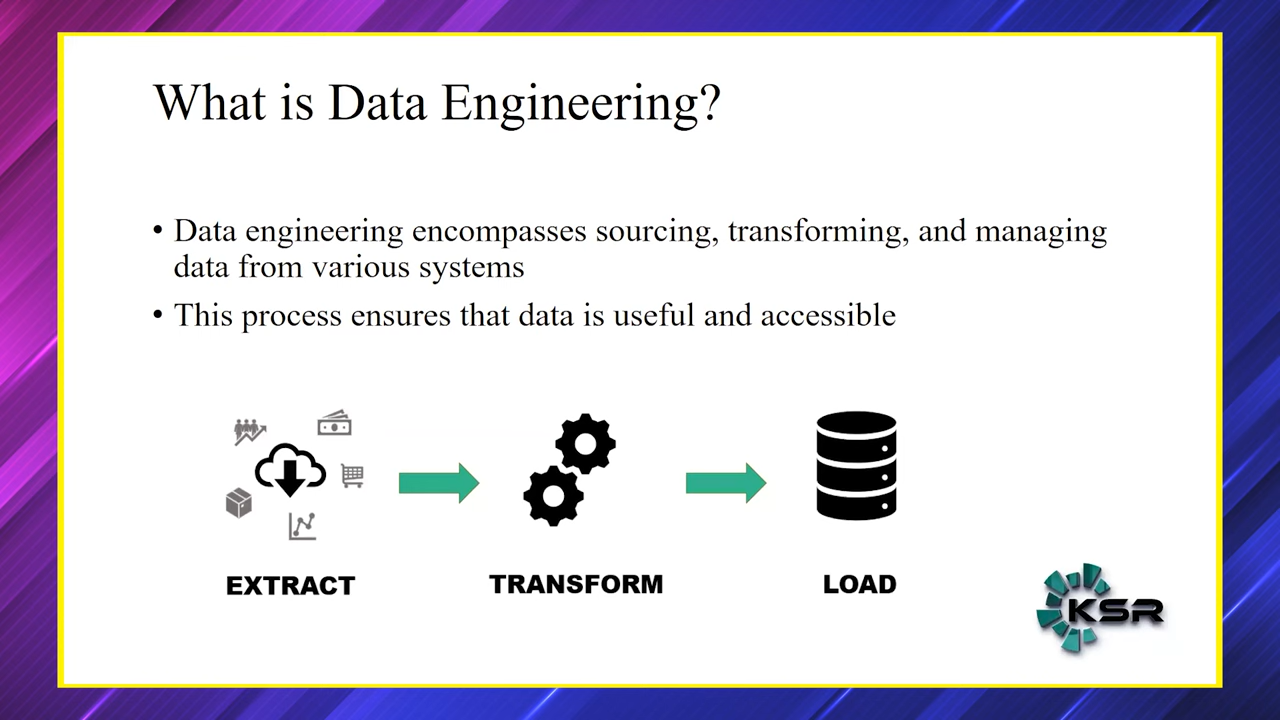 What is Data Engineering?
• Data engineering encompasses sourcing, transforming, and managing
data from various systems
• This process ensures that data is useful and accessible
EXTRACT
TRANSFORM
LOAD
KSR